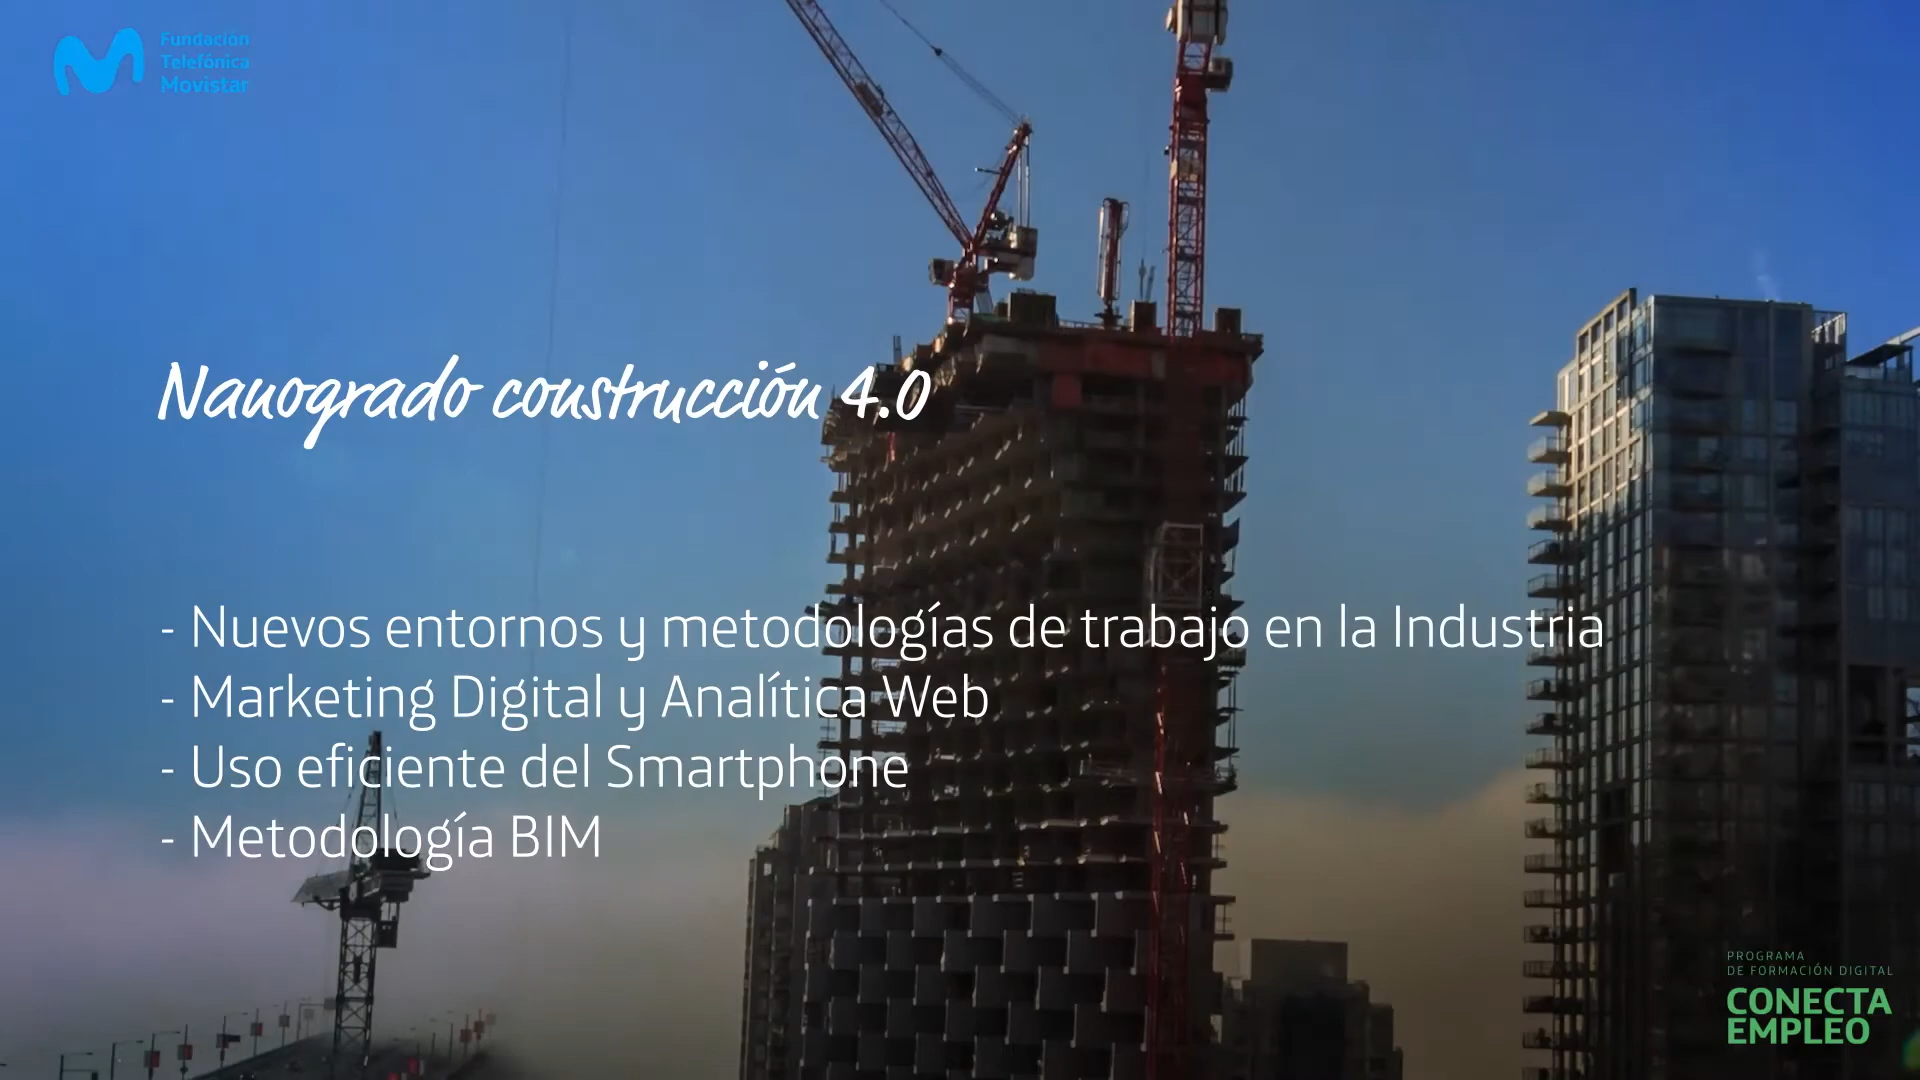 Fundación
Telefónica
Movistar
Nanogrado construcción 4.0
- Nuevos entornos y metodologías de trabajo en la Industria
- Marketing Digital y Analítica Web
- Uso eficiente del Smartphone
- Metodología BIM
PROGRAMA
DE FORMACIÓN DIGITAL
CONECTA
EMPLEO